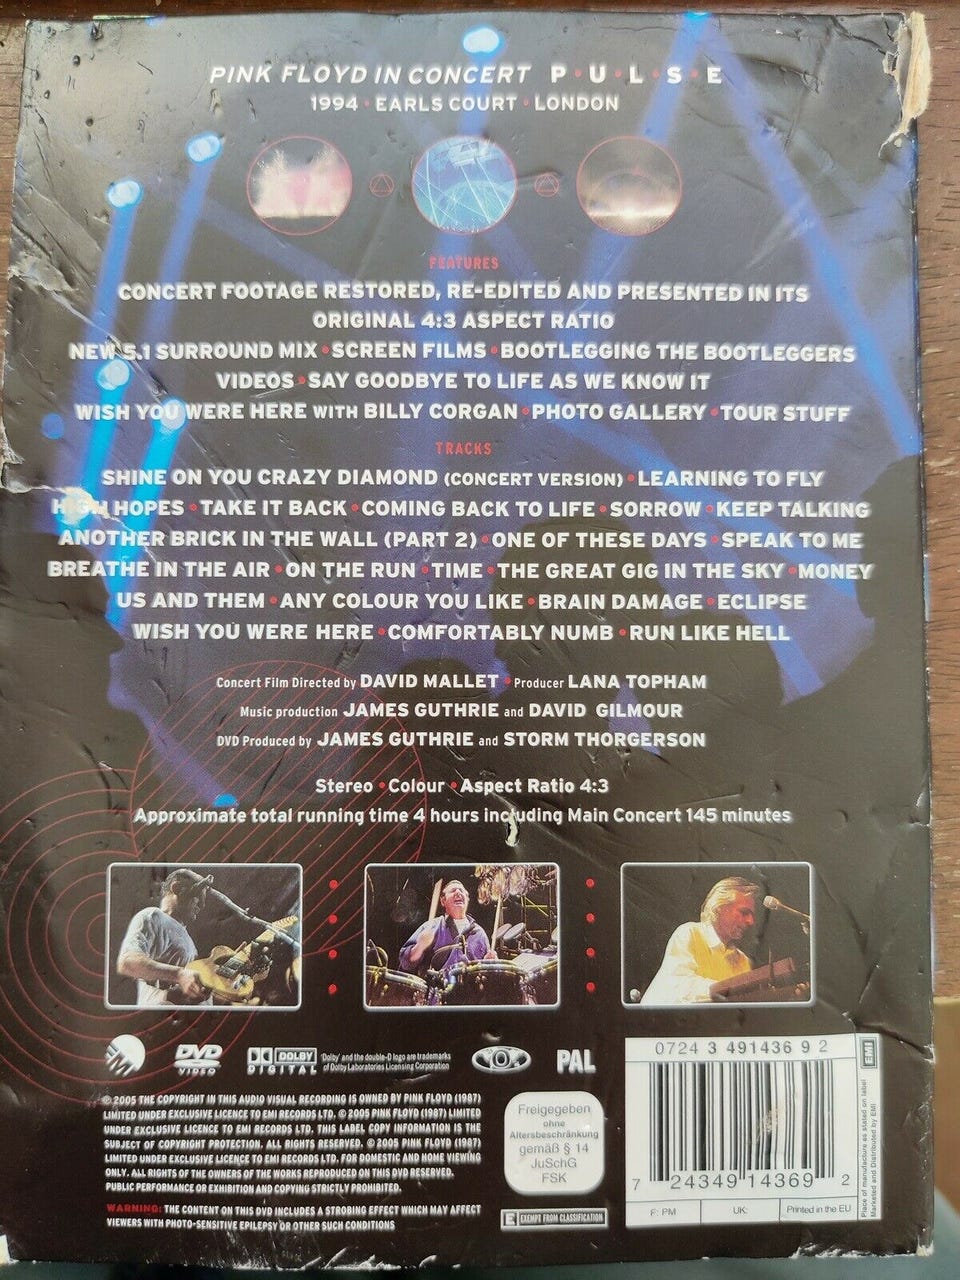 PINK FLOYD IN CONCERT P·U·L·S·E
1994 · EARLS COURT · LONDON
FEATURES
CONCERT FOOTAGE RESTORED, RE-EDITED AND PRESENTED IN ITS
ORIGINAL 4:3 ASPECT RATIO
NEW 5.1 SURROUND MIX • SCREEN FILMS • BOOTLEGGING THE BOOTLEGGERS
VIDEOS • SAY GOODBYE TO LIFE AS WE KNOW IT
WISH YOU WERE HERE WITH BILLY CORGAN • PHOTO GALLERY • TOUR STUFF
TRACKS
SHINE ON YOU CRAZY DIAMOND (CONCERT VERSION) • LEARNING TO FLY
HIGH HOPES • TAKE IT BACK • COMING BACK TO LIFE • SORROW • KEEP TALKING
ANOTHER BRICK IN THE WALL (PART 2) • ONE OF THESE DAYS • SPEAK TO ME
BREATHE IN THE AIR • ON THE RUN • TIME • THE GREAT GIG IN THE SKY • MONEY
US AND THEM • ANY COLOUR YOU LIKE • BRAIN DAMAGE • ECLIPSE
WISH YOU WERE HERE • COMFORTABLY NUMB • RUN LIKE HELL
Concert Film Directed by DAVID MALLET • Producer LANA TOPHAM
Music production JAMES GUTHRIE and DAVID GILMOUR
DVD Produced by JAMES GUTHRIE and STORM THORGERSON
Stereo • Colour • Aspect Ratio 4:3
Approximate total running time 4 hours including Main Concert 145 minutes
EMI
DVD VIDEO
DOLBY DIGITAL
'Dolby' and the double-D logo are trademarks
of Dolby Laboratories Licensing Corporation
PAL
© 2005 THE COPYRIGHT IN THIS AUDIO VISUAL RECORDING IS OWNED BY PINK FLOYD (1987)
LIMITED UNDER EXCLUSIVE LICENCE TO EMI RECORDS LTD. © 2005 PINK FLOYD (1987) LIMITED
UNDER EXCLUSIVE LICENCE TO EMI RECORDS LTD. THIS LABEL COPY INFORMATION IS THE
SUBJECT OF COPYRIGHT PROTECTION. ALL RIGHTS RESERVED. © 2005 PINK FLOYD (1987)
LIMITED UNDER EXCLUSIVE LICENCE TO EMI RECORDS LTD. FOR DOMESTIC AND HOME VIEWING
ONLY. ALL RIGHTS OF THE OWNERS OF THE WORKS REPRODUCED ON THIS DVD RESERVED.
PUBLIC PERFORMANCE OR EXHIBITION AND COPYING STRICTLY PROHIBITED.
WARNING: THE CONTENT ON THIS DVD INCLUDES A STROBING EFFECT WHICH MAY AFFECT
VIEWERS WITH PHOTO-SENSITIVE EPILEPSY OR OTHER SUCH CONDITIONS
Freigegeben
ohne
Altersbeschränkung
gemäß § 14
JuSchG
FSK
E EXEMPT FROM CLASSIFICATION
0724 3 491436 9 2
7 24349 14369 2
F: PM
UK:
Printed in the EU
EMI
Place of manufacture as stated on label
Marketed and Distributed by EMI